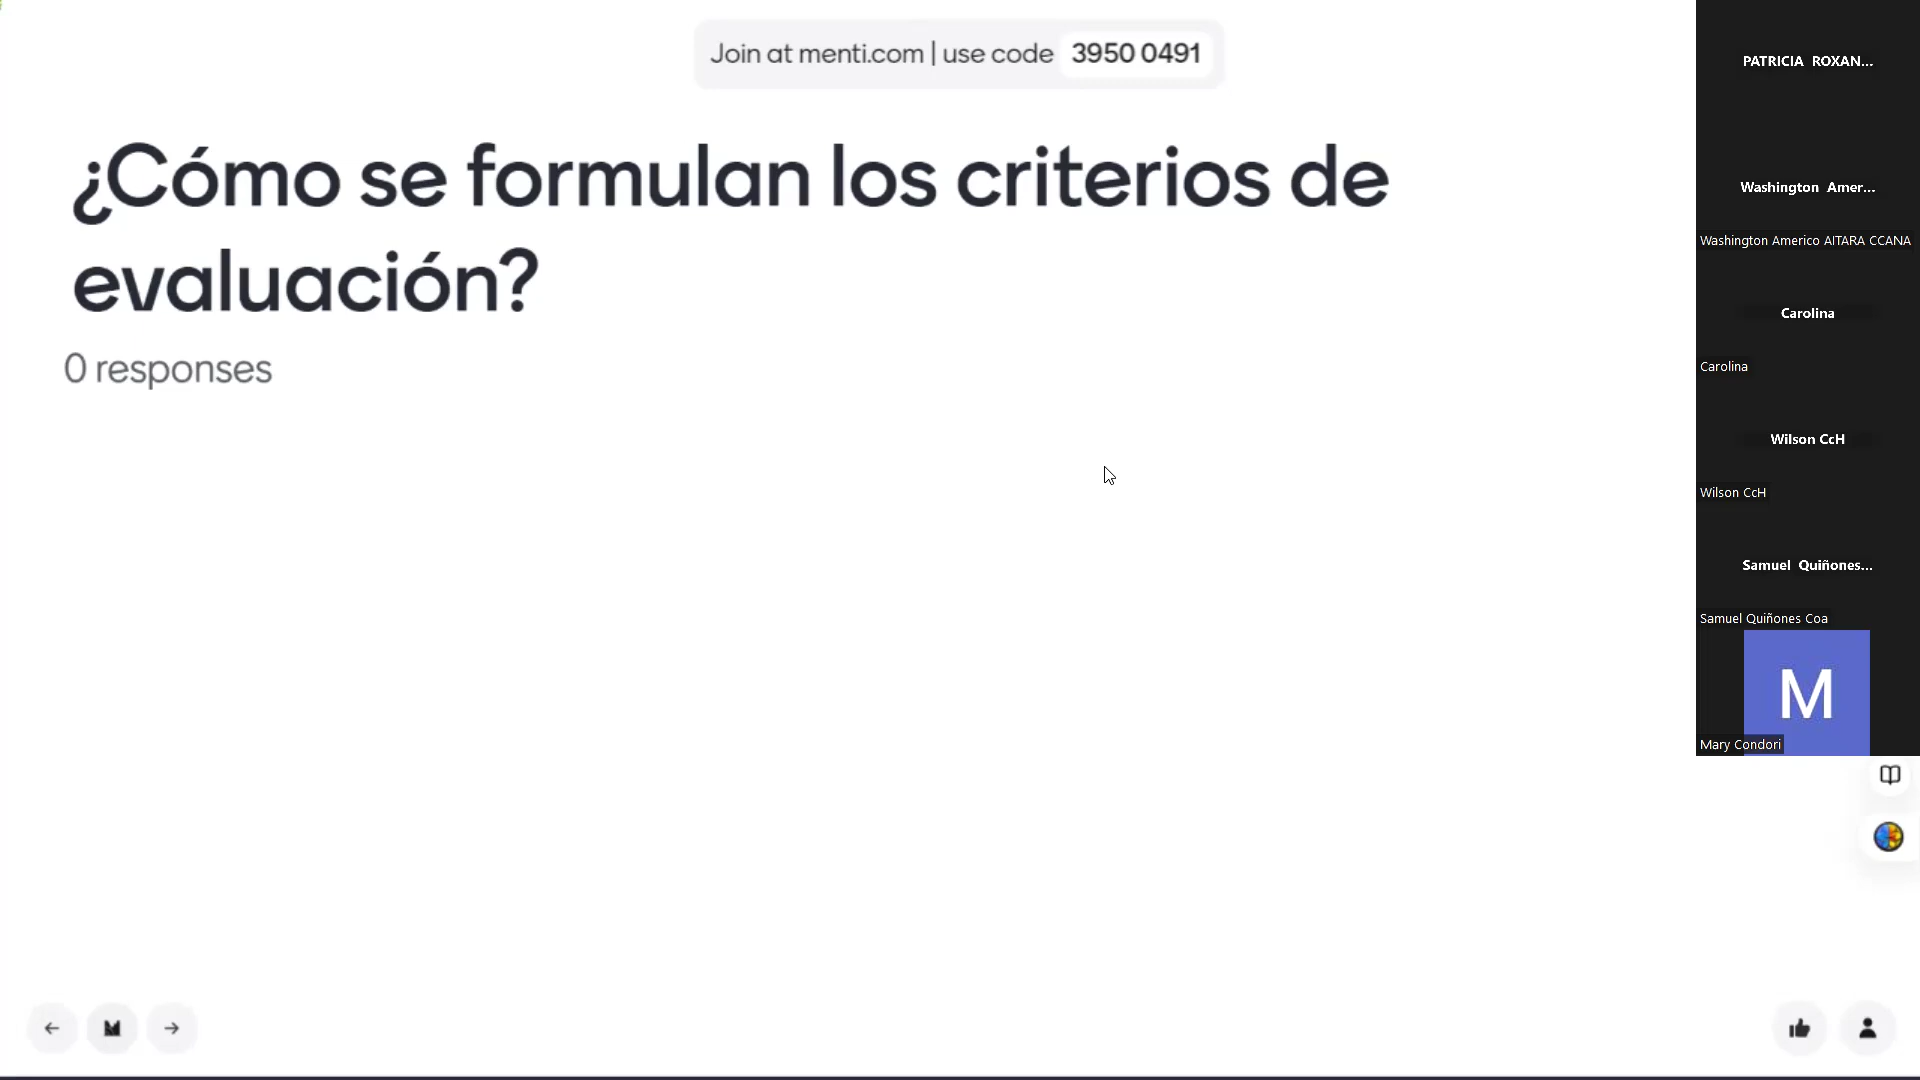 Join at menti.com | use code 3950 0491
¿Cómo se formulan los criterios de
evaluación?
0 responses
PATRICIA ROXAN...
Washington Amer...
Washington Americo AITARA CCANA
Carolina
Carolina
Wilson CcH
Wilson CcH
Samuel Quiñones...
Samuel Quiñones Coa
M
Mary Condori